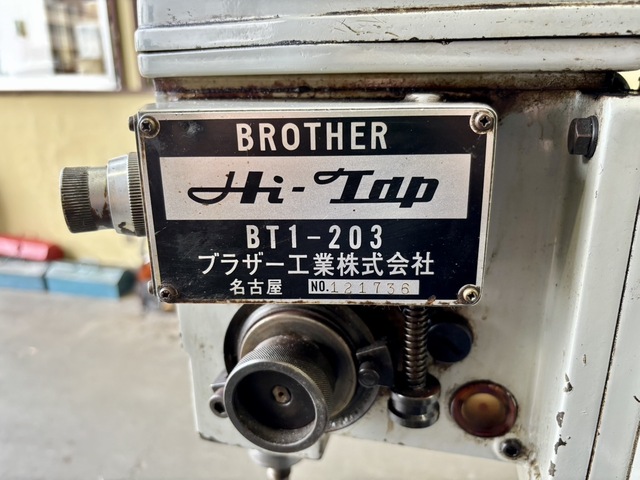 BROTHER
Hi-Tap
BT1-203
ブラザー工業株式会社
名古屋 NO. 121736